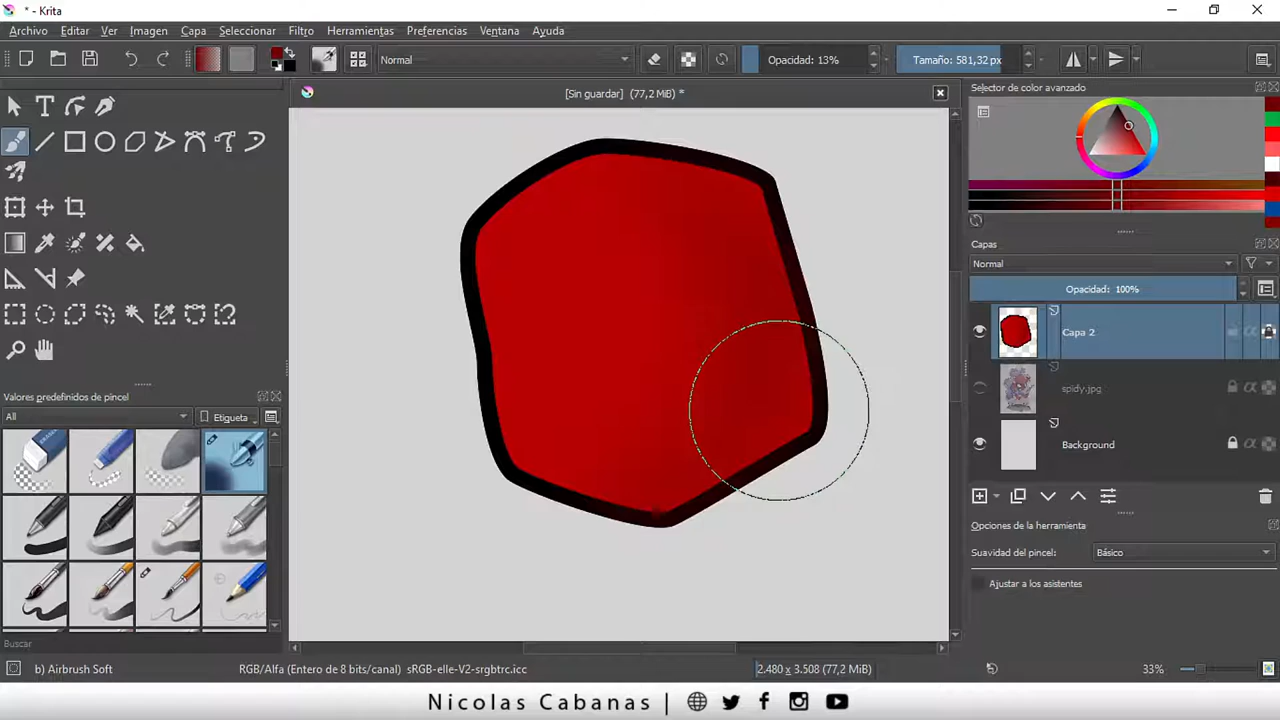 * - Krita
Archivo Editar Ver Imagen Capa Seleccionar Filtro Herramientas Preferencias Ventana Ayuda
Normal Opacidad: 13% Tamaño: 581,32 px
[Sin guardar] (77,2 MiB) *
Selector de color avanzado
Capas
Normal
Opacidad: 100%
Capa 2
spidy.jpg
Background
Valores predefinidos de pincel
All Etiqueta
Opciones de la herramienta
Suavidad del pincel: Básico
Ajustar a los asistentes
Buscar
b) Airbrush Soft RGB/Alfa (Entero de 8 bits/canal) sRGB-elle-V2-srgbtrc.icc 2.480 x 3.508 (77,2 MiB) 33%
Nicolas Cabanas |